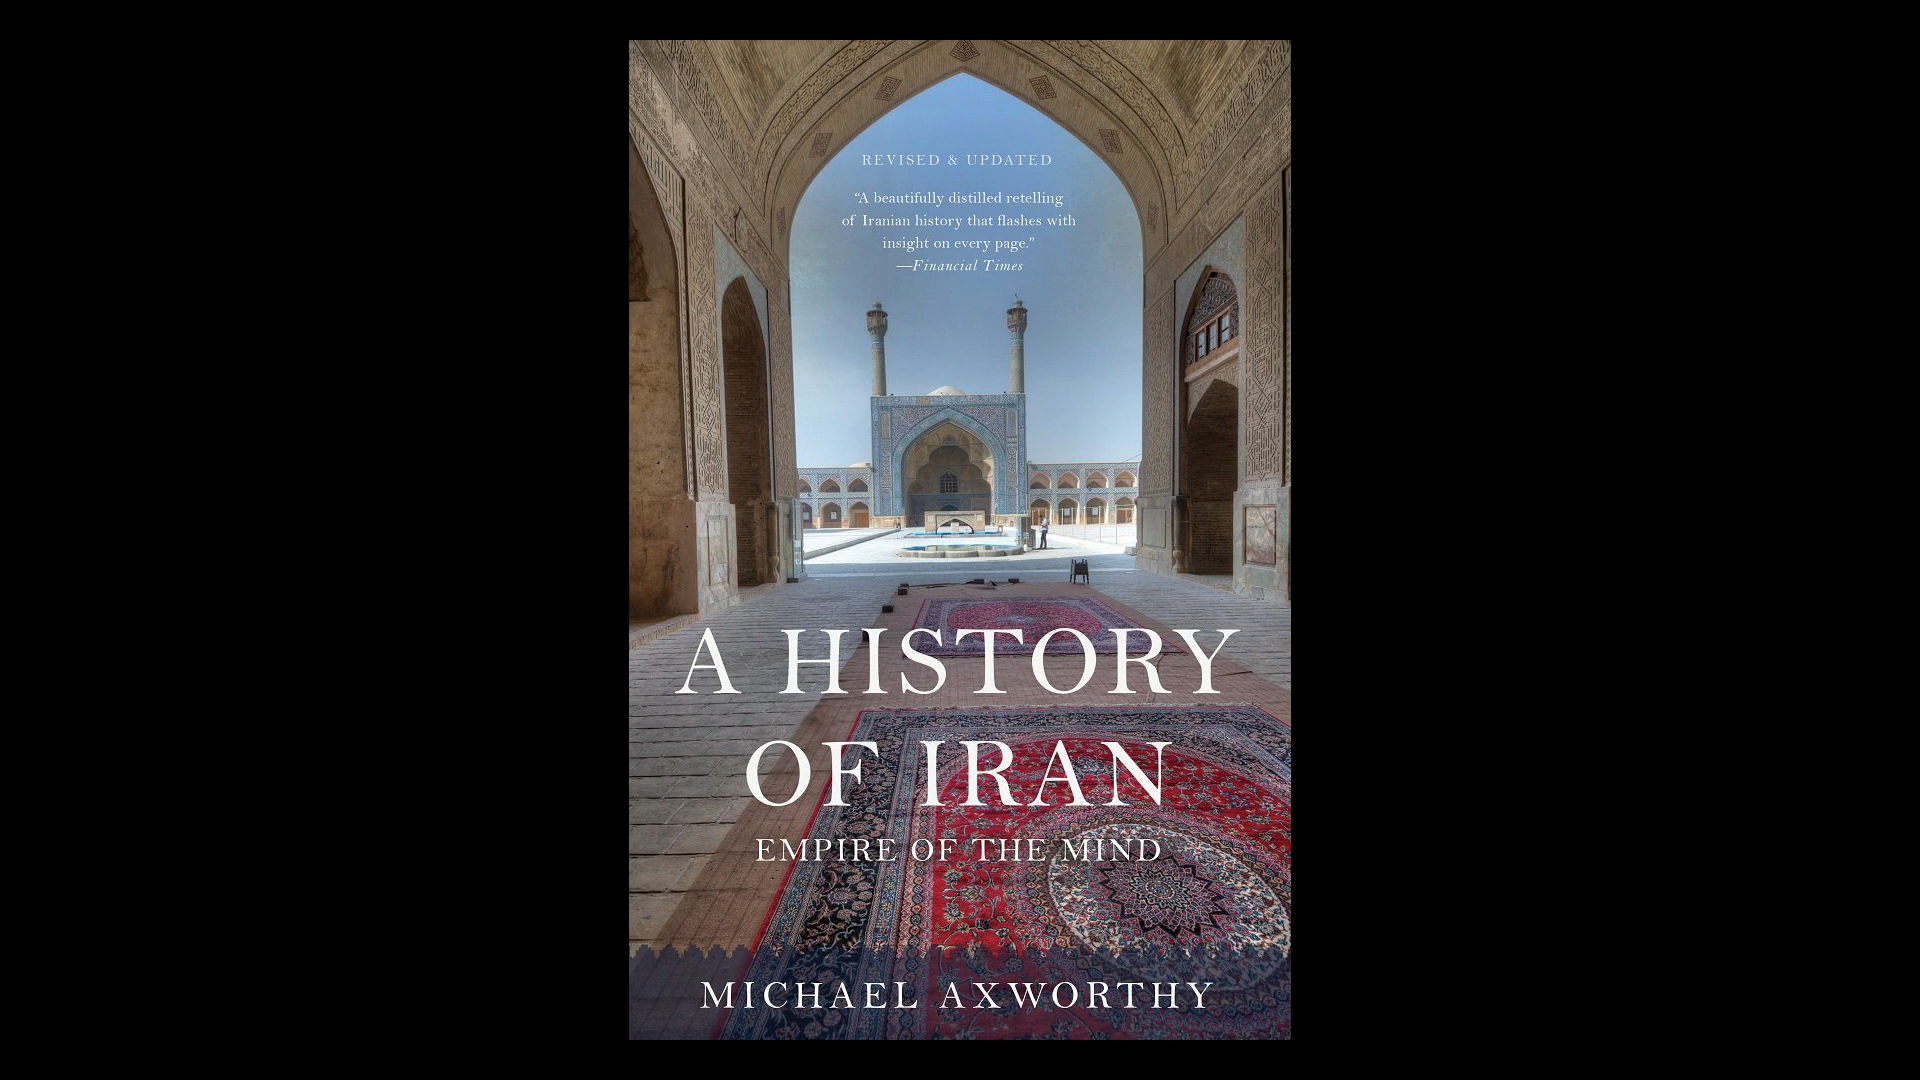 REVISED & UPDATED
“A beautifully distilled retelling
of Iranian history that flashes with
insight on every page.”
—Financial Times
A HISTORY
OF IRAN
EMPIRE OF THE MIND
MICHAEL AXWORTHY